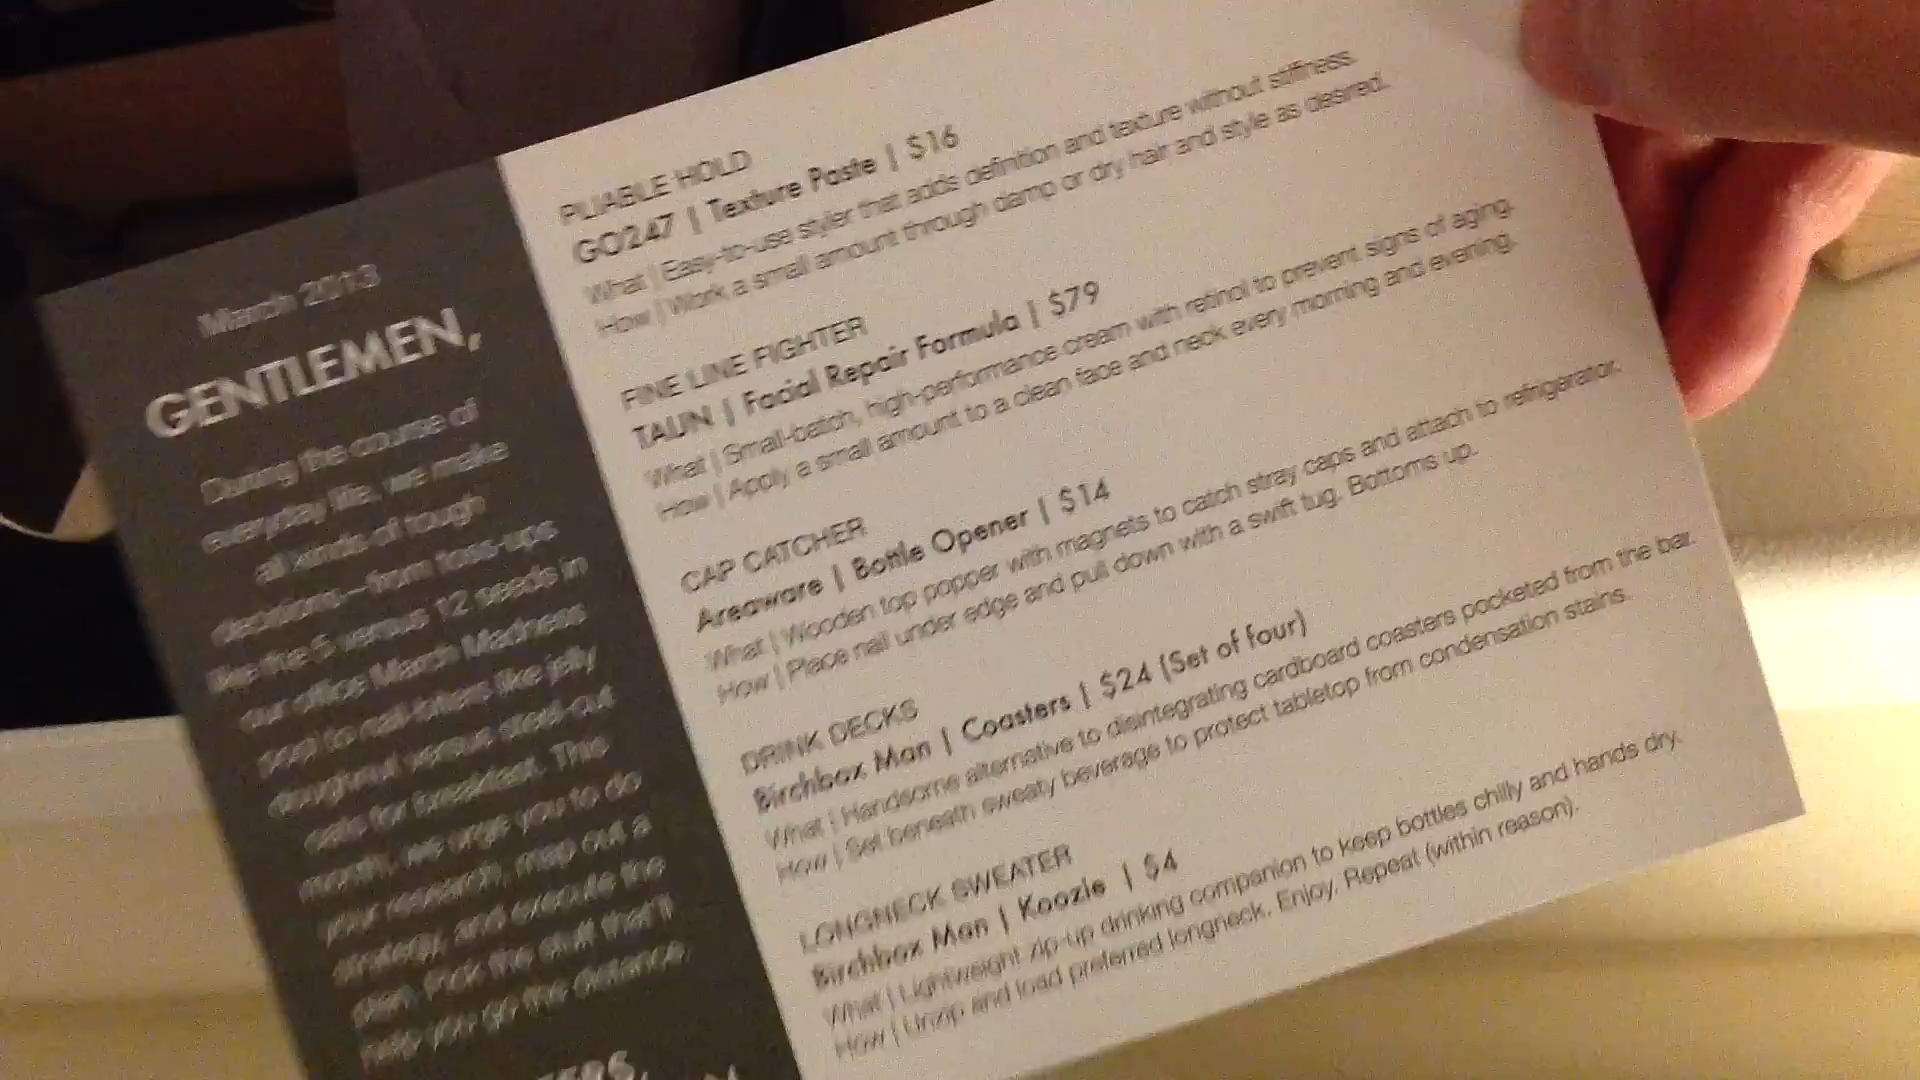 March 2013
GENTLEMEN,
During the course of
everyday life, we make
all kinds of tough
decisions—from toss-ups
like the 5 versus 12 seeds in
our office March Madness
pool to nail-biters like jelly
doughnut versus steel-cut
oats for breakfast. This
month, we urge you to do
your research, map out a
strategy, and execute the
plan. Pick the stuff that'll
help you go the distance.
PLIABLE HOLD
GO247 | Texture Paste | $16
What | Easy-to-use styler that adds definition and texture without stiffness.
How | Work a small amount through damp or dry hair and style as desired.
FINE LINE FIGHTER
TAUN | Facial Repair Formula | $79
What | Small-batch, high-performance cream with retinol to prevent signs of aging.
How | Apply a small amount to a clean face and neck every morning and evening.
CAP CATCHER
Areaware | Bottle Opener | $14
What | Wooden top popper with magnets to catch stray caps and attach to refrigerator.
How | Place nail under edge and pull down with a swift tug. Bottoms up.
DRINK DECKS
Birchbox Man | Coasters | $24 (Set of four)
What | Handsome alternative to disintegrating cardboard coasters pocketed from the bar.
How | Set beneath sweaty beverage to protect tabletop from condensation stains.
LONGNECK SWEATER
Birchbox Man | Koozie | $4
What | Lightweight zip-up drinking companion to keep bottles chilly and hands dry.
How | Unzip and load preferred longneck. Enjoy. Repeat (within reason).